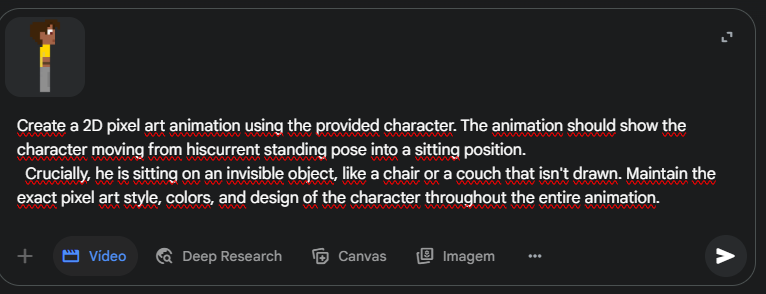 Create a 2D pixel art animation using the provided character. The animation should show the
character moving from hiscurrent standing pose into a sitting position.
Crucially, he is sitting on an invisible object, like a chair or a couch that isn't drawn. Maintain the
exact pixel art style, colors, and design of the character throughout the entire animation.
Vídeo Deep Research Canvas Imagem